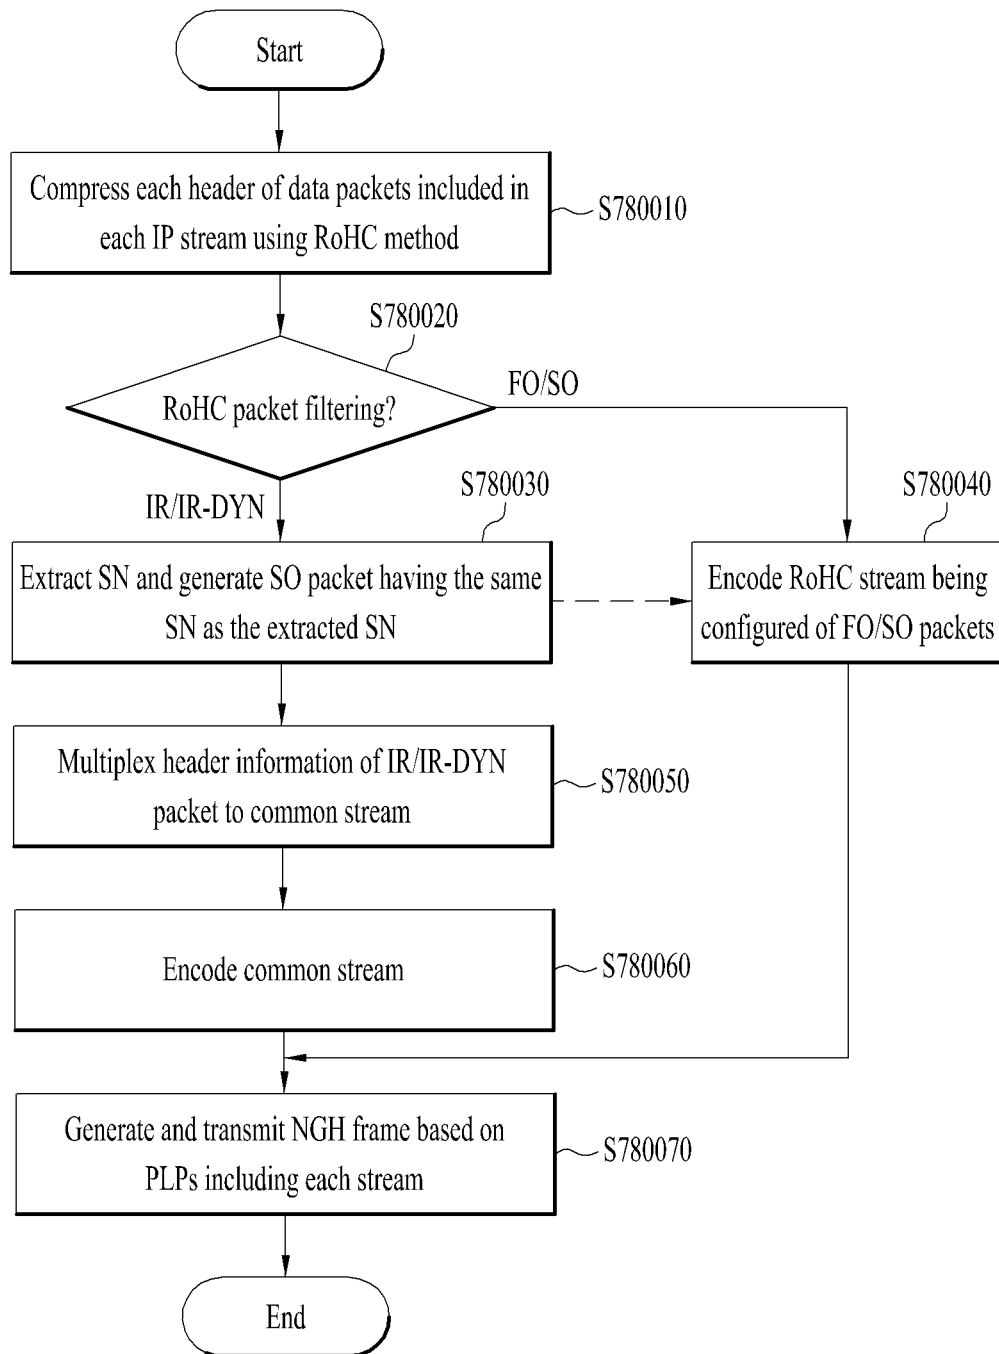 Start
Compress each header of data packets included in
each IP stream using RoHC method
S780010
S780020
RoHC packet filtering?
FO/SO
IR/IR-DYN
S780030
S780040
Extract SN and generate SO packet having the same
SN as the extracted SN
Encode RoHC stream being
configured of FO/SO packets
Multiplex header information of IR/IR-DYN
packet to common stream
S780050
Encode common stream
S780060
Generate and transmit NGH frame based on
PLPs including each stream
S780070
End